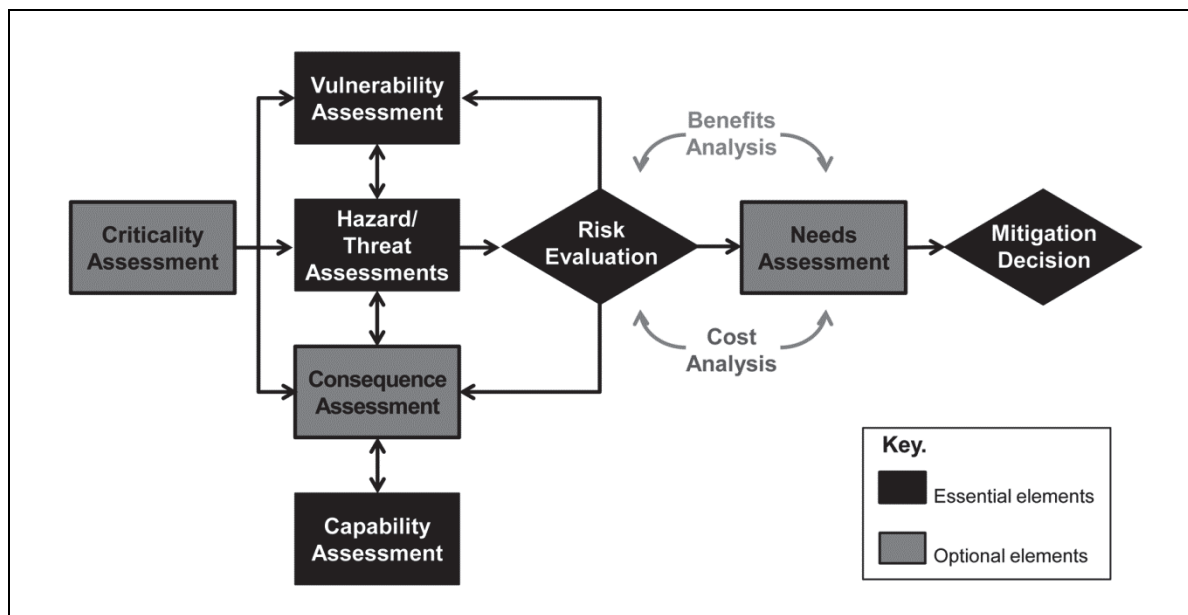 Vulnerability
Assessment
Benefits
Analysis
Criticality
Assessment
Hazard/
Threat
Assessments
Risk
Evaluation
Needs
Assessment
Mitigation
Decision
Cost
Analysis
Consequence
Assessment
Capability
Assessment
Key.
Essential elements
Optional elements